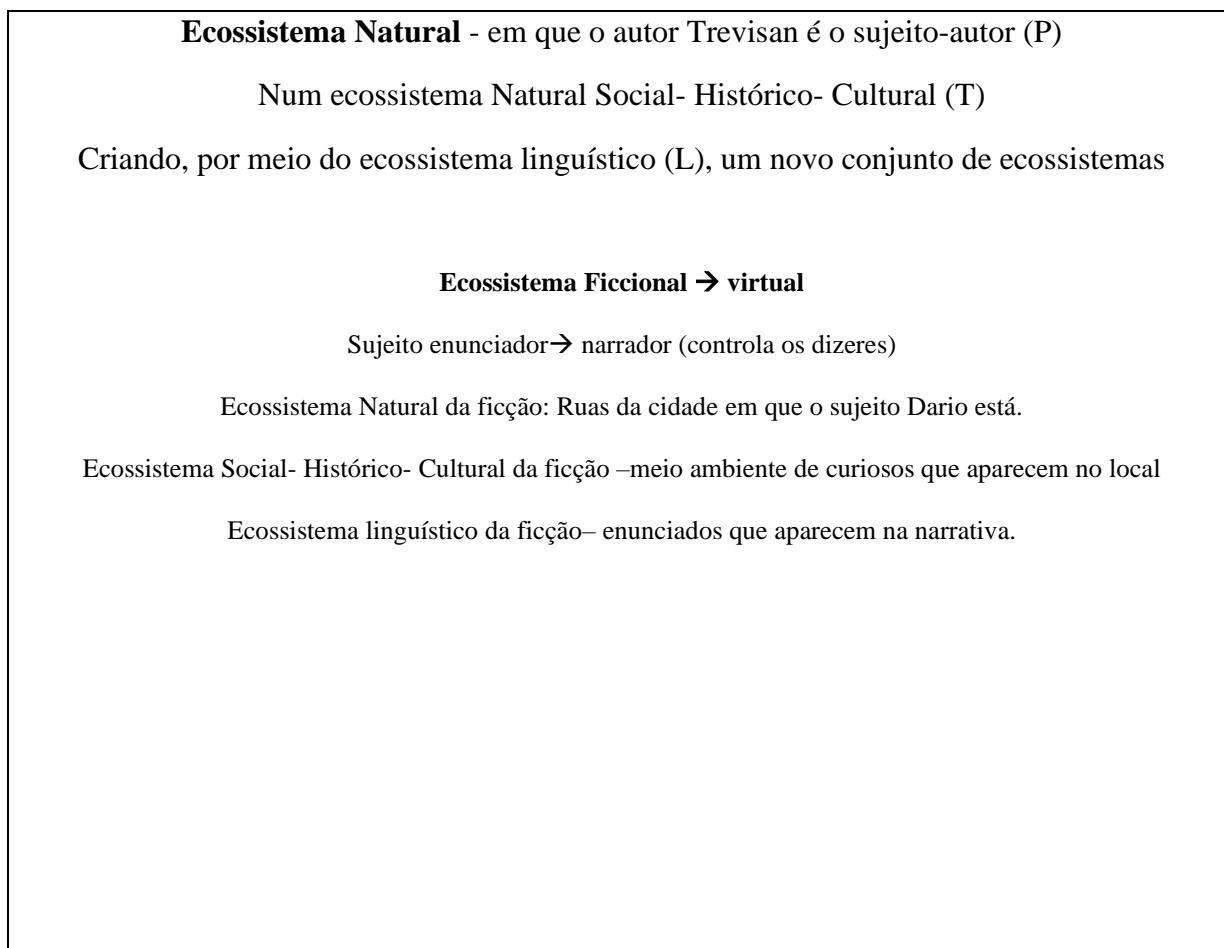 Ecossistema Natural - em que o autor Trevisan é o sujeito-autor (P)
Num ecossistema Natural Social- Histórico- Cultural (T)
Criando, por meio do ecossistema linguístico (L), um novo conjunto de ecossistemas
Ecossistema Ficcional → virtual
Sujeito enunciador→ narrador (controla os dizeres)
Ecossistema Natural da ficção: Ruas da cidade em que o sujeito Dario está.
Ecossistema Social- Histórico- Cultural da ficção –meio ambiente de curiosos que aparecem no local
Ecossistema linguístico da ficção– enunciados que aparecem na narrativa.